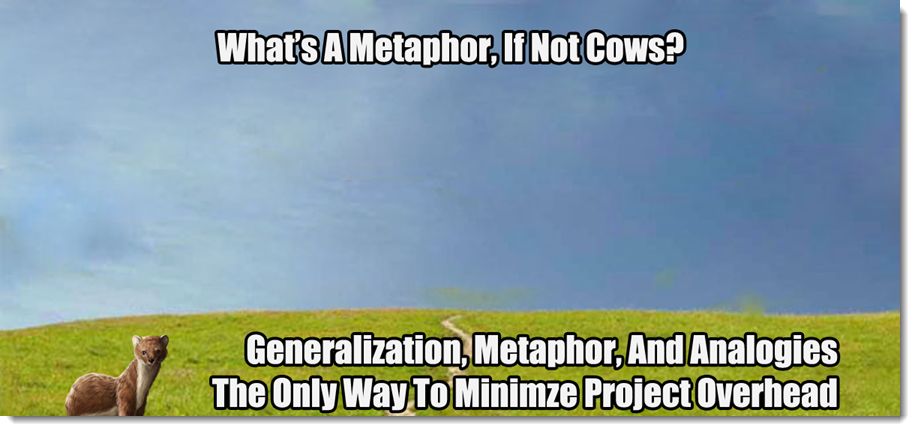 What's A Metaphor, If Not Cows?
Generalization, Metaphor, And Analogies
The Only Way To Minimze Project Overhead